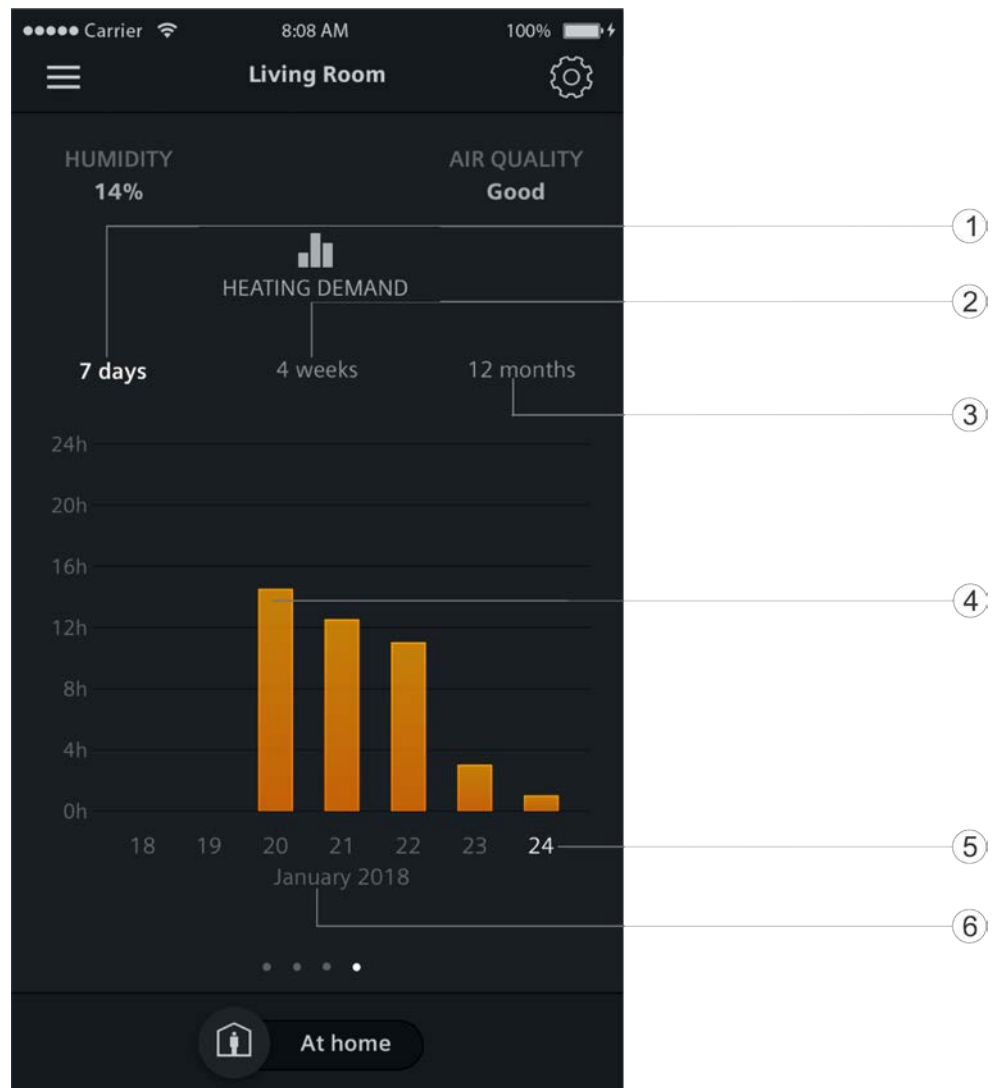 Carrier 8:08 AM 100%
Living Room
HUMIDITY AIR QUALITY
14% Good
1
HEATING DEMAND
2
7 days 4 weeks 12 months
3
24h
20h
16h
4
12h
8h
4h
0h
18 19 20 21 22 23 24 5
January 2018
6
At home